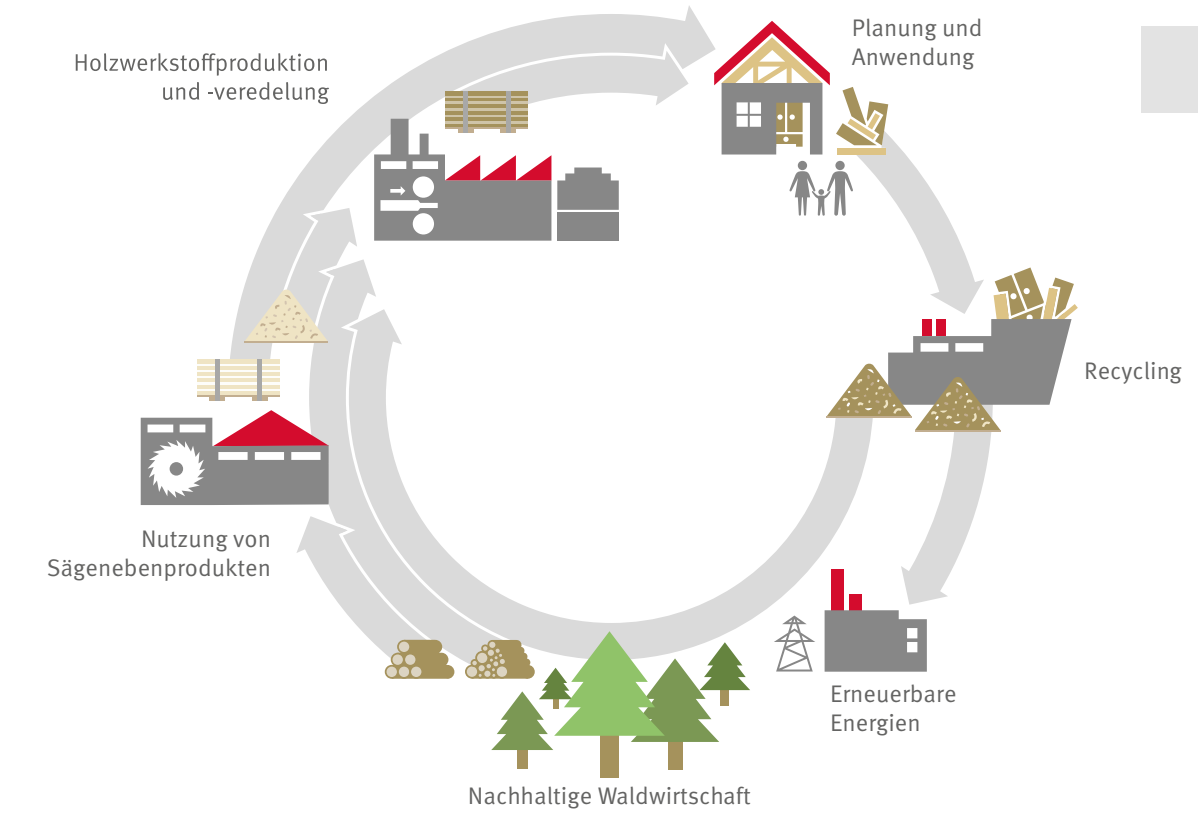 Holzwerkstoffproduktion
und -veredelung
Planung und
Anwendung
Recycling
Nutzung von
Sägenebenprodukten
Erneuerbare
Energien
Nachhaltige Waldwirtschaft